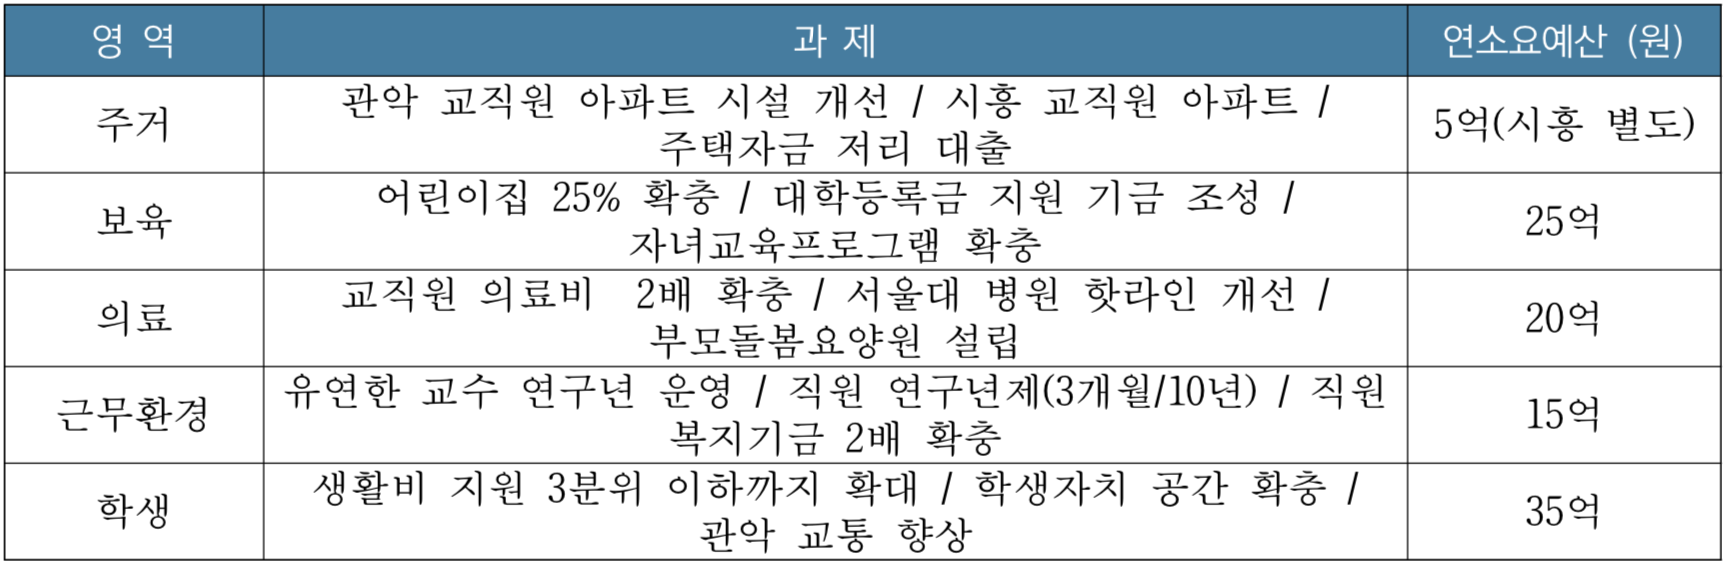 영 역 과 제 연소요예산 (원)
주거 관악 교직원 아파트 시설 개선 / 시흥 교직원 아파트 /
주택자금 저리 대출 5억(시흥 별도)
보육 어린이집 25% 확충 / 대학등록금 지원 기금 조성 /
자녀교육프로그램 확충 25억
의료 교직원 의료비 2배 확충 / 서울대 병원 핫라인 개선 /
부모돌봄요양원 설립 20억
근무환경 유연한 교수 연구년 운영 / 직원 연구년제(3개월/10년) / 직원
복지기금 2배 확충 15억
학생 생활비 지원 3분위 이하까지 확대 / 학생자치 공간 확충 /
관악 교통 향상 35억